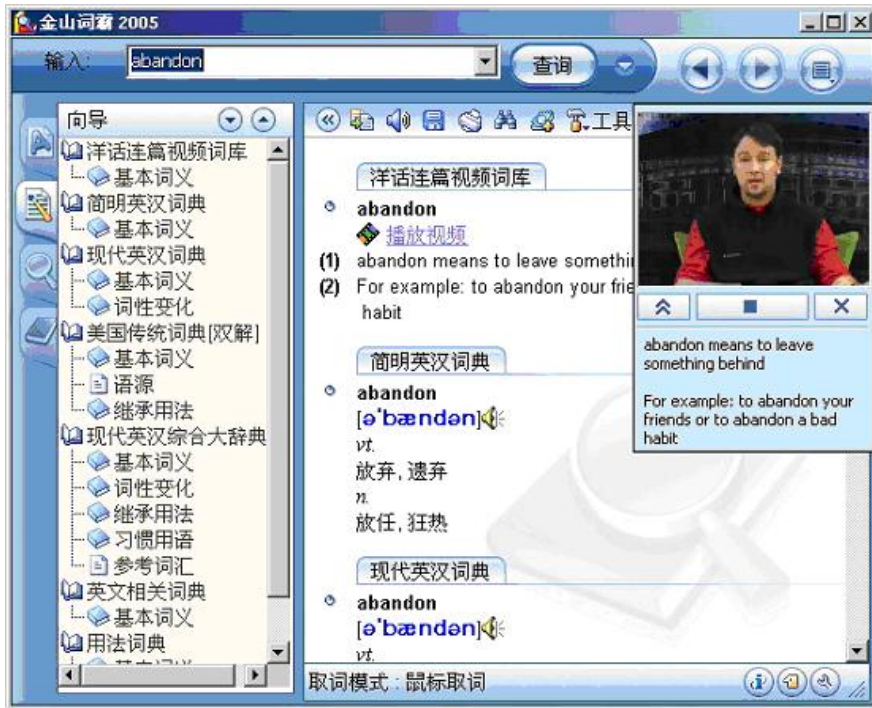 金山词霸 2005
输入: abandon 查询
向导
洋话连篇视频词库
基本词义
简明英汉词典
基本词义
现代英汉词典
基本词义
词性变化
美国传统词典[双解]
基本词义
语源
继承用法
现代英汉综合大辞典
基本词义
词性变化
继承用法
习惯用语
参考词汇
英文相关词典
基本词义
用法词典
工具
洋话连篇视频词库
abandon
播放视频
(1) abandon means to leave somethi
(2) For example: to abandon your frie
habit
简明英汉词典
abandon
[ə'bændən]
vt.
放弃, 遗弃
n.
放任, 狂热
现代英汉词典
abandon
[ə'bændən]
vt.
abandon means to leave
something behind
For example: to abandon your
friends or to abandon a bad
habit
取词模式 : 鼠标取词